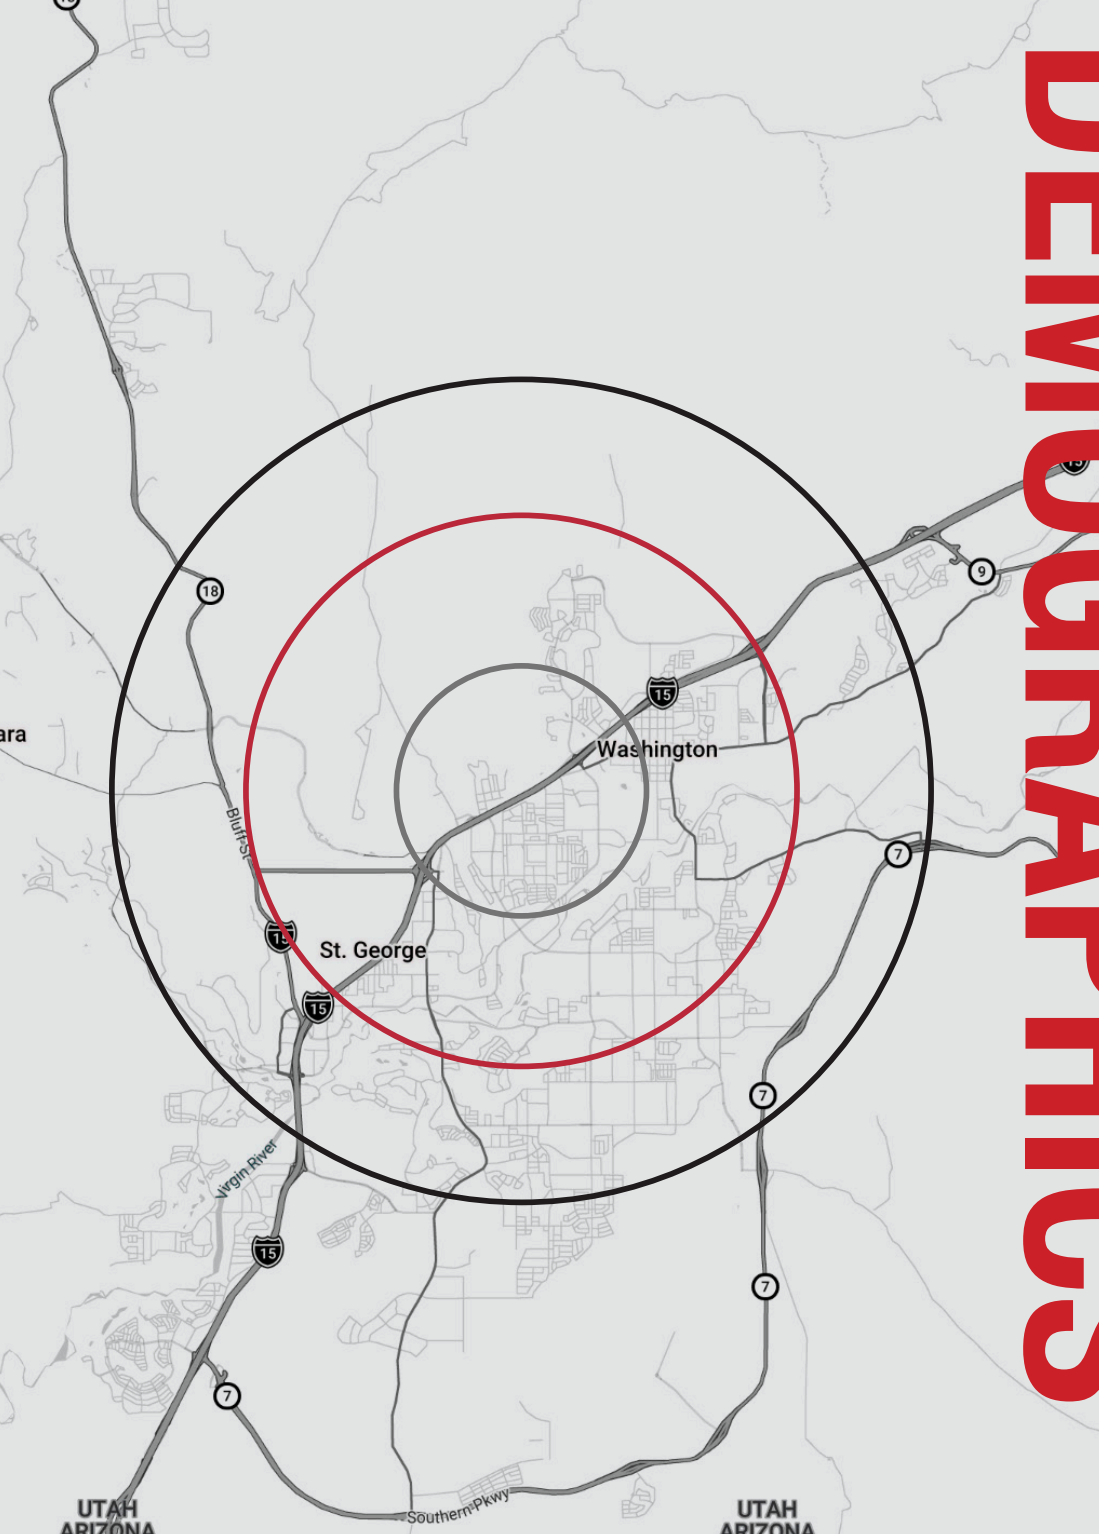 DEMOGRAPHICS
15
9
18
15
ara
Washington
Bluff St
7
15
St. George
15
7
Virgin River
15
7
7
Southern Pkwy
UTAH
ARIZONA
UTAH
ARIZONA